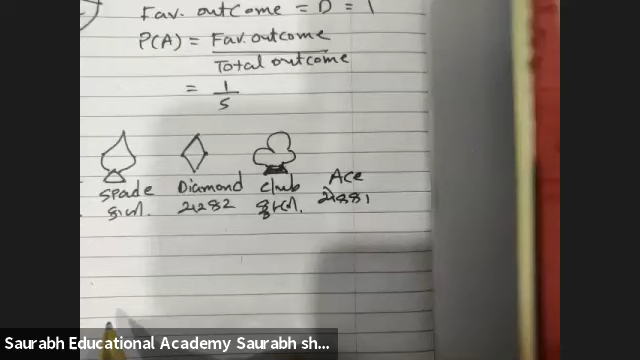 Fav. outcome = D = 1
P(A) = Fav. outcome
Total outcome
= 1
5
Spade Diamond Club Ace
Saurabh Educational Academy Saurabh sh...